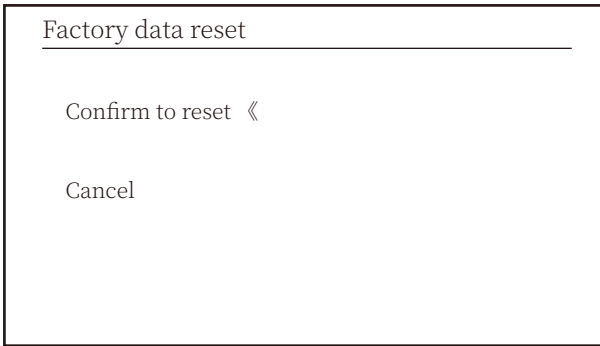 Factory data reset
Confirm to reset 《
Cancel